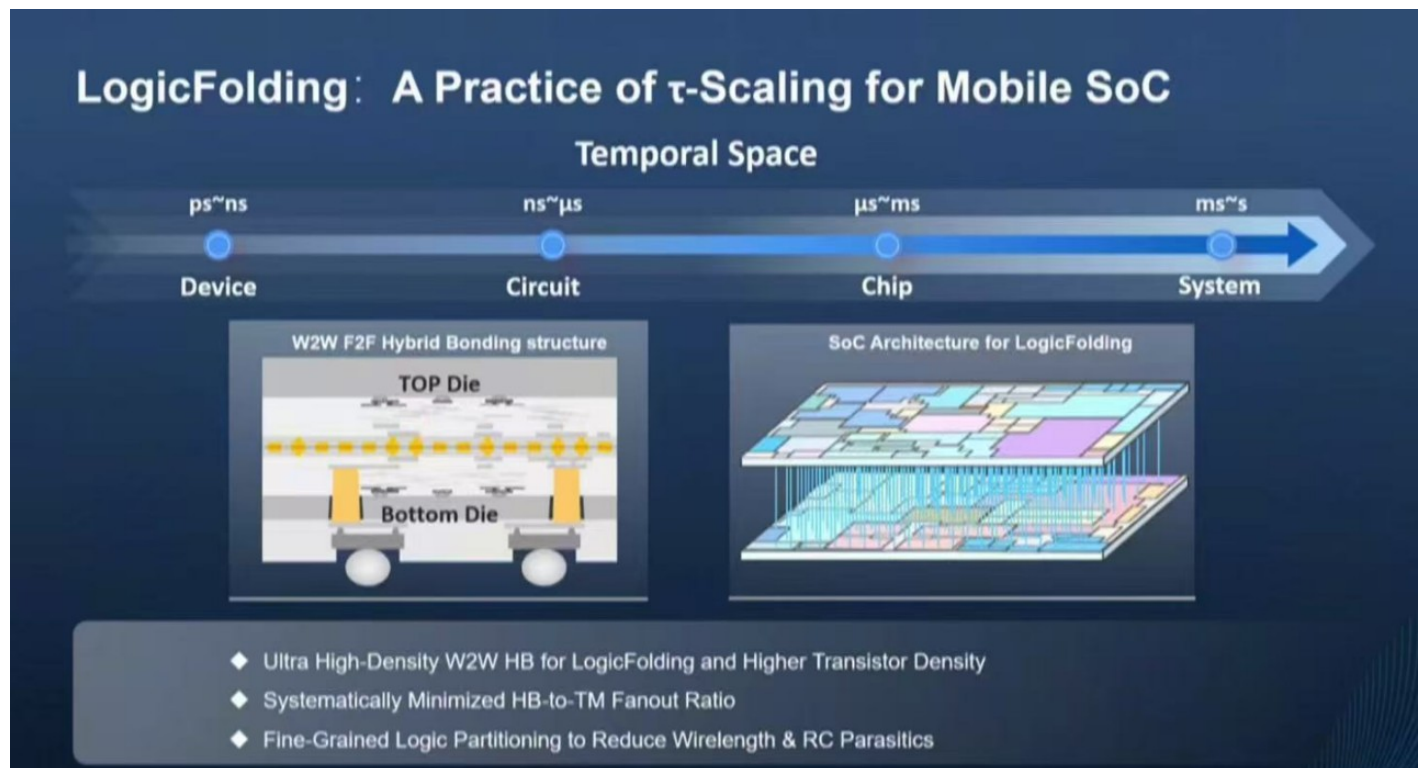 LogicFolding： A Practice of τ-Scaling for Mobile SoC
Temporal Space
ps~ns
ns~µs
µs~ms
ms~s
Device
Circuit
Chip
System
W2W F2F Hybrid Bonding structure
TOP Die
Bottom Die
SoC Architecture for LogicFolding
◆ Ultra High-Density W2W HB for LogicFolding and Higher Transistor Density
◆ Systematically Minimized HB-to-TM Fanout Ratio
◆ Fine-Grained Logic Partitioning to Reduce Wirelength & RC Parasitics